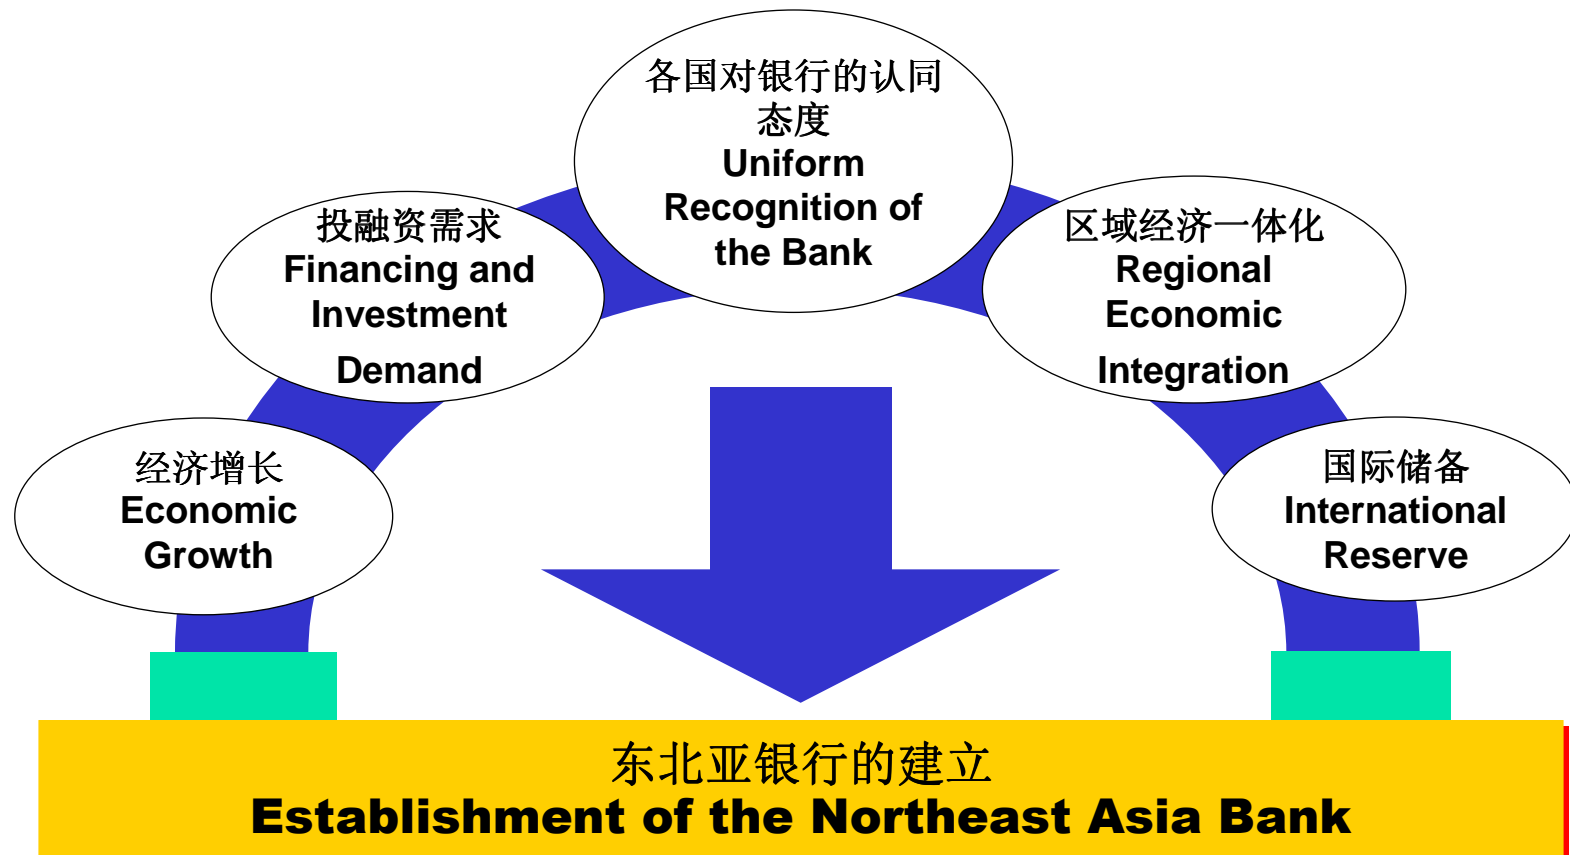 各国对银行的认同
态度
Uniform
Recognition of
the Bank
投融资需求
Financing and
Investment
Demand
区域经济一体化
Regional
Economic
Integration
经济增长
Economic
Growth
国际储备
International
Reserve
东北亚银行的建立
Establishment of the Northeast Asia Bank